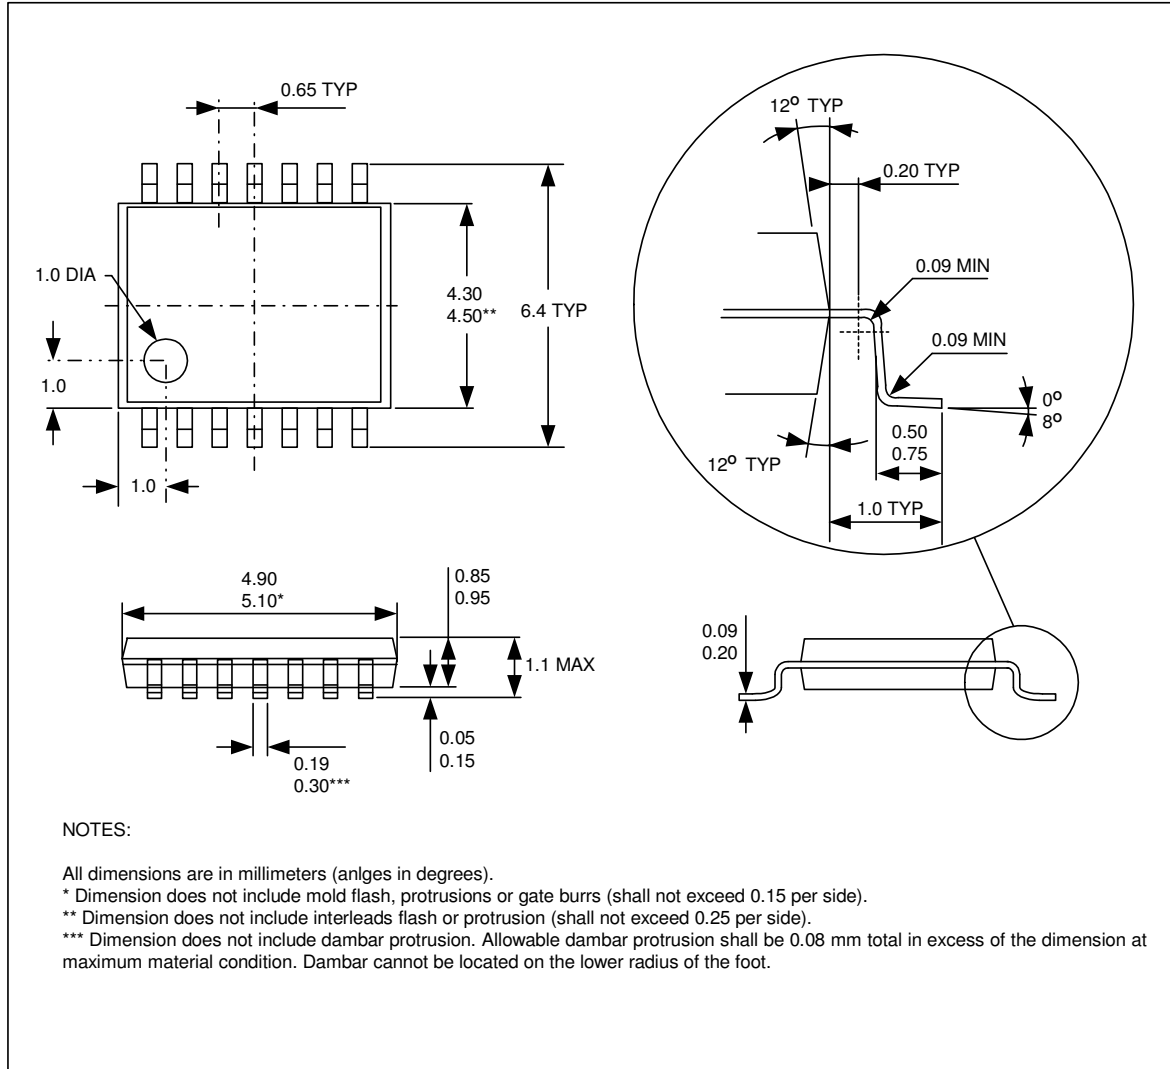 0.65 TYP
1.0 DIA
4.30
4.50**
6.4 TYP
1.0
1.0
12º TYP
0.20 TYP
0.09 MIN
0.09 MIN
0º
8º
0.50
0.75
12º TYP
1.0 TYP
4.90
5.10*
0.85
0.95
1.1 MAX
0.05
0.15
0.19
0.30***
0.09
0.20
NOTES:
All dimensions are in millimeters (anlges in degrees).
* Dimension does not include mold flash, protrusions or gate burrs (shall not exceed 0.15 per side).
** Dimension does not include interleads flash or protrusion (shall not exceed 0.25 per side).
*** Dimension does not include dambar protrusion. Allowable dambar protrusion shall be 0.08 mm total in excess of the dimension at
maximum material condition. Dambar cannot be located on the lower radius of the foot.